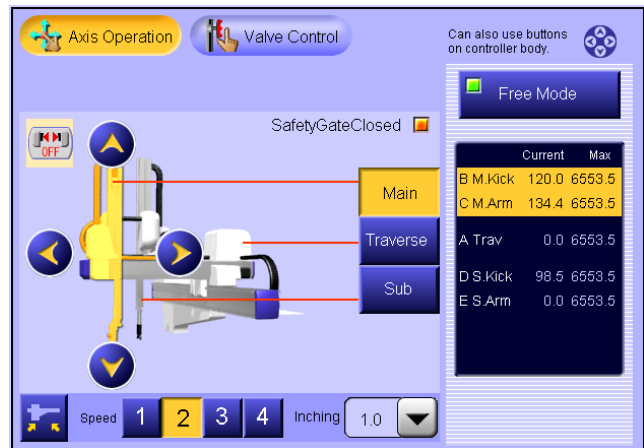 Axis Operation
Valve Control
Can also use buttons
on controller body.
Free Mode
SafetyGateClosed
OFF
Main
Traverse
Sub
Current Max
B M.Kick 120.0 6553.5
C M.Arm 134.4 6553.5
A Trav 0.0 6553.5
D S.Kick 98.5 6553.5
E S.Arm 0.0 6553.5
Speed 1 2 3 4 Inching 1.0